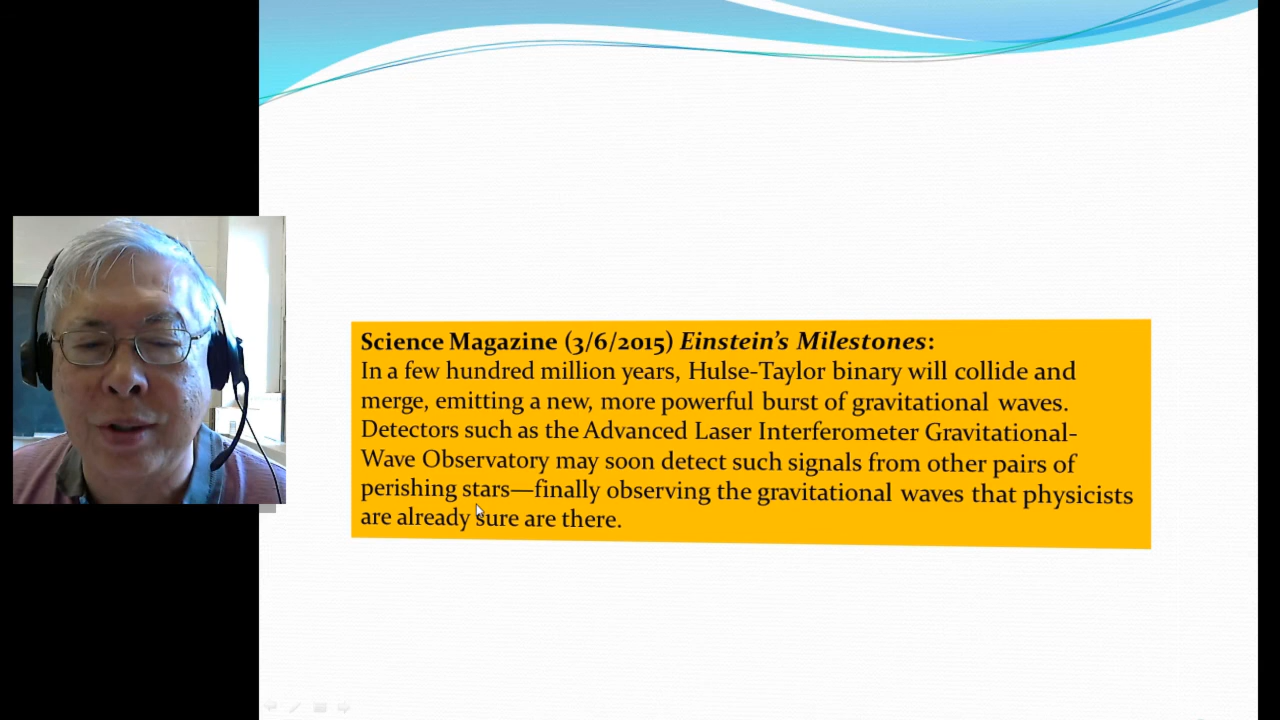 Science Magazine (3/6/2015) Einstein's Milestones:
In a few hundred million years, Hulse-Taylor binary will collide and
merge, emitting a new, more powerful burst of gravitational waves.
Detectors such as the Advanced Laser Interferometer Gravitational-
Wave Observatory may soon detect such signals from other pairs of
perishing stars—finally observing the gravitational waves that physicists
are already sure are there.